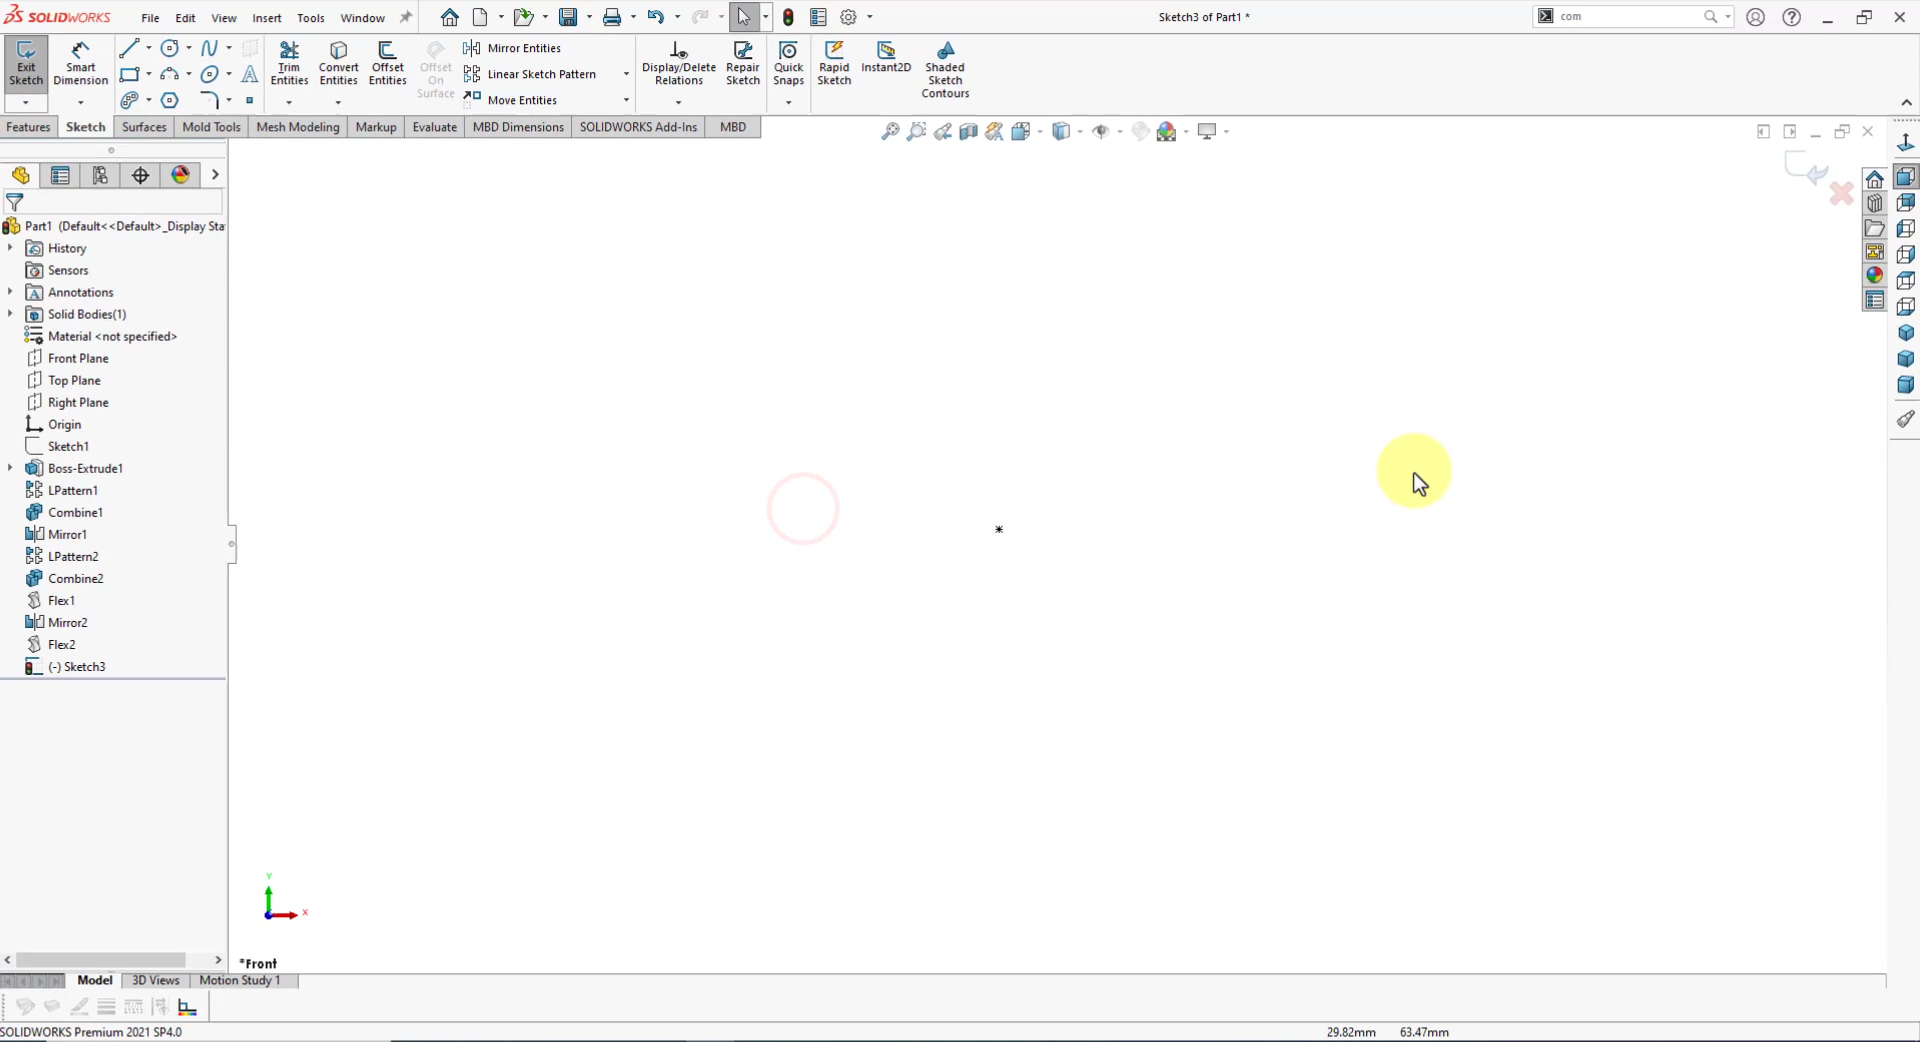 SOLIDWORKS
File Edit View Insert Tools Window
Sketch3 of Part1 *
com
Exit Sketch
Smart Dimension
Trim Entities
Convert Entities
Offset Entities
Offset On Surface
Mirror Entities
Linear Sketch Pattern
Move Entities
Display/Delete Relations
Repair Sketch
Quick Snaps
Rapid Sketch
Instant2D
Shaded Sketch Contours
Features Sketch Surfaces Mold Tools Mesh Modeling Markup Evaluate MBD Dimensions SOLIDWORKS Add-Ins MBD
Part1 (Default<<Default>_Display Sta
History
Sensors
Annotations
Solid Bodies(1)
Material <not specified>
Front Plane
Top Plane
Right Plane
Origin
Sketch1
Boss-Extrude1
LPattern1
Combine1
Mirror1
LPattern2
Combine2
Flex1
Mirror2
Flex2
(-) Sketch3
Y
X
*Front
Model 3D Views Motion Study 1
SOLIDWORKS Premium 2021 SP4.0
29.82mm 63.47mm